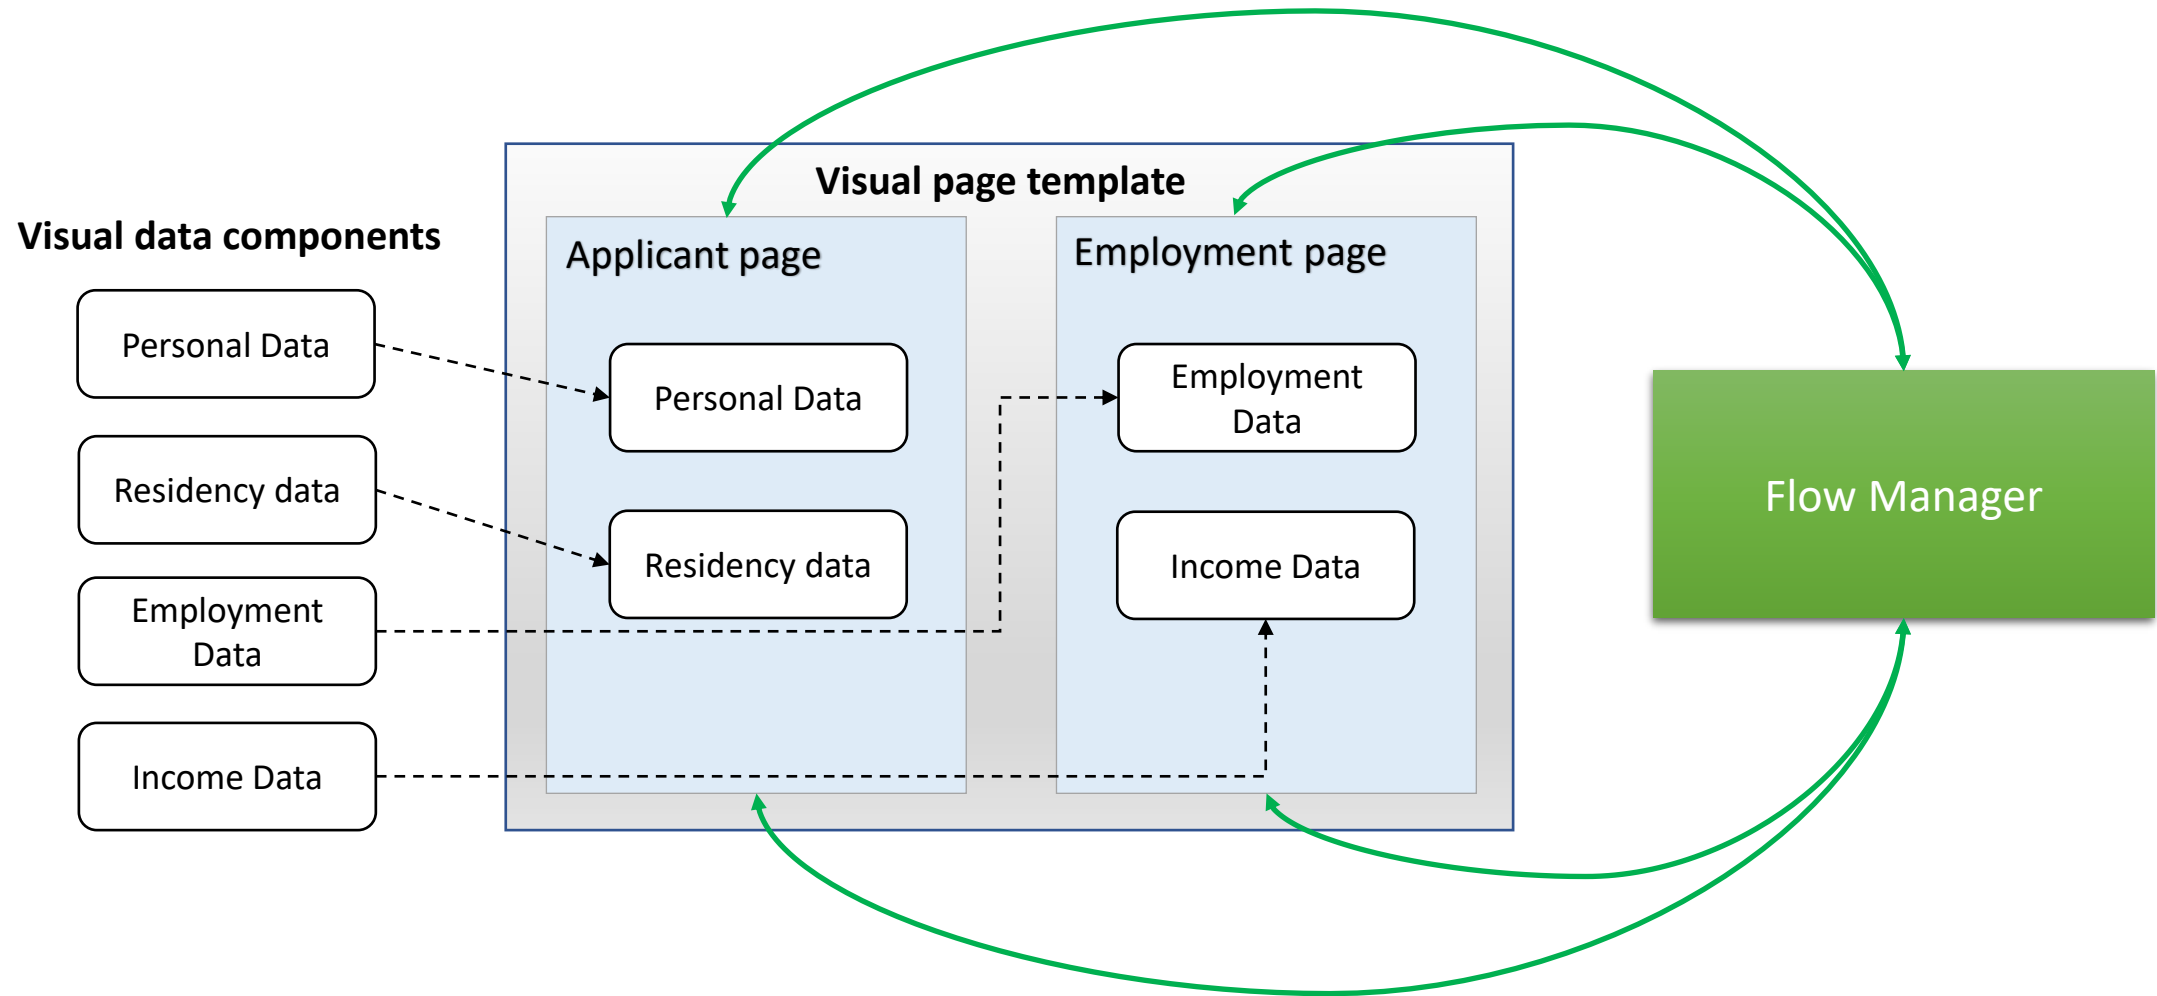 Visual data components
Personal Data
Residency data
Employment
Data
Income Data
Visual page template
Applicant page
Personal Data
Residency data
Employment page
Employment
Data
Income Data
Flow Manager